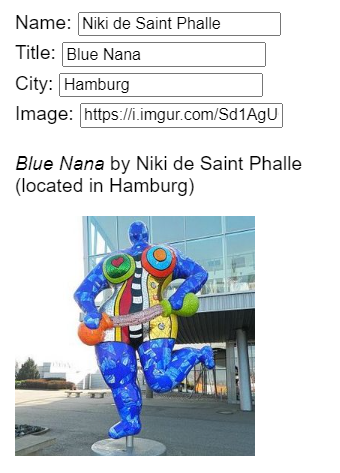 Name: Niki de Saint Phalle
Title: Blue Nana
City: Hamburg
Image: https://i.imgur.com/Sd1AgU
Blue Nana by Niki de Saint Phalle
(located in Hamburg)